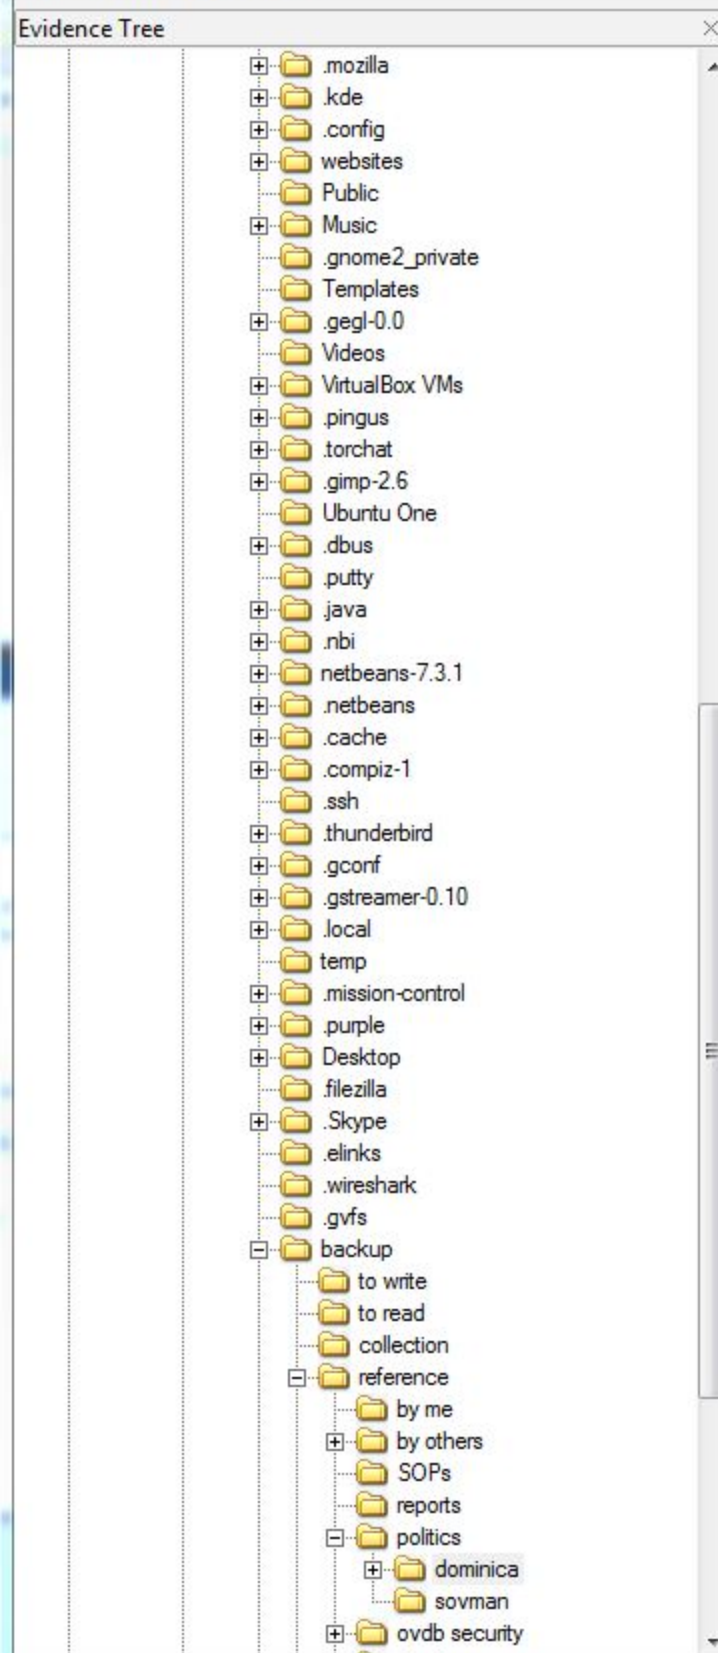 Evidence Tree
.mozilla
.kde
.config
websites
Public
Music
.gnome2_private
Templates
.gegl-0.0
Videos
VirtualBox VMs
.pingus
.torchat
.gimp-2.6
Ubuntu One
.dbus
.putty
.java
.nbi
netbeans-7.3.1
.netbeans
.cache
.compiz-1
.ssh
.thunderbird
.gconf
.gstreamer-0.10
.local
temp
.mission-control
.purple
Desktop
.filezilla
.Skype
.elinks
.wireshark
.gvfs
backup
to write
to read
collection
reference
by me
by others
SOPs
reports
politics
dominica
sovman
ovdb security